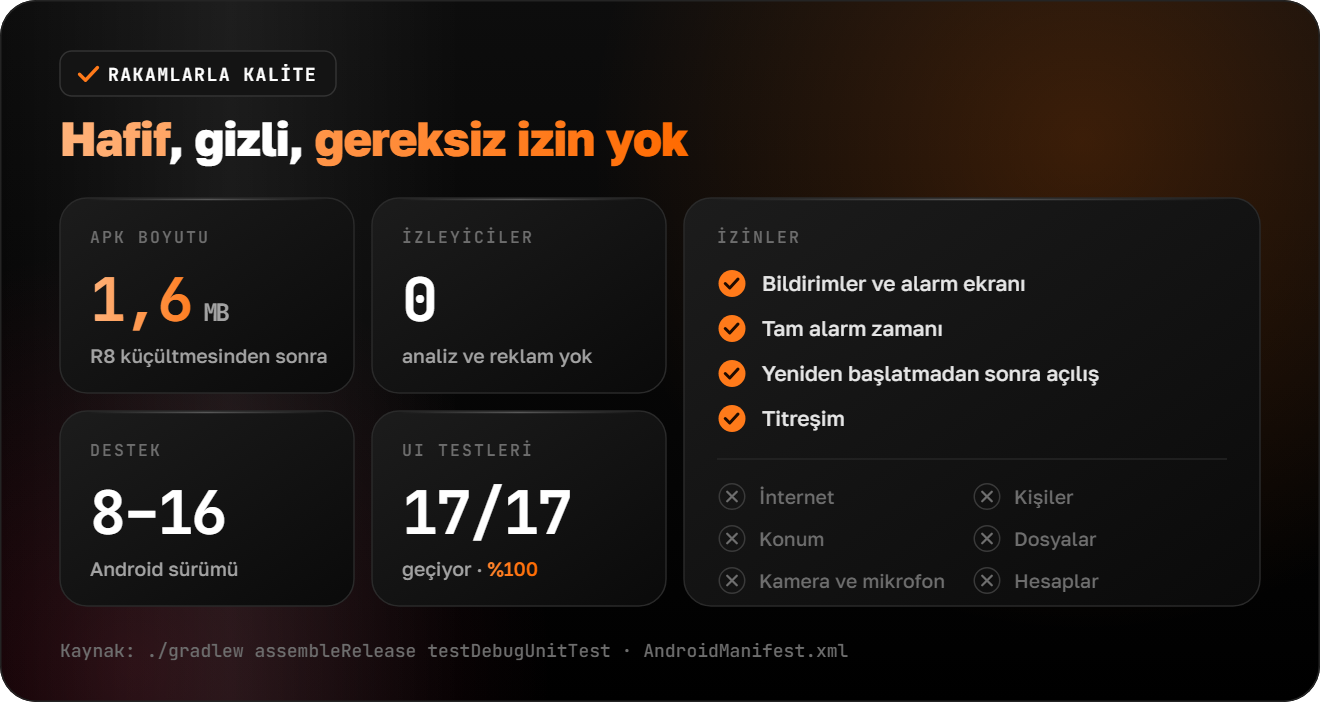 RAKAMLARLA KALİTE
Hafif, gizli, gereksiz izin yok
APK BOYUTU
1,6 MB
R8 küçültmesinden sonra
İZLEYİCİLER
0
analiz ve reklam yok
DESTEK
8–16
Android sürümü
UI TESTLERİ
17/17
geçiyor · %100
İZİNLER
Bildirimler ve alarm ekranı
Tam alarm zamanı
Yeniden başlatmadan sonra açılış
Titreşim
İnternet
Kişiler
Konum
Dosyalar
Kamera ve mikrofon
Hesaplar
Kaynak: ./gradlew assembleRelease testDebugUnitTest · AndroidManifest.xml